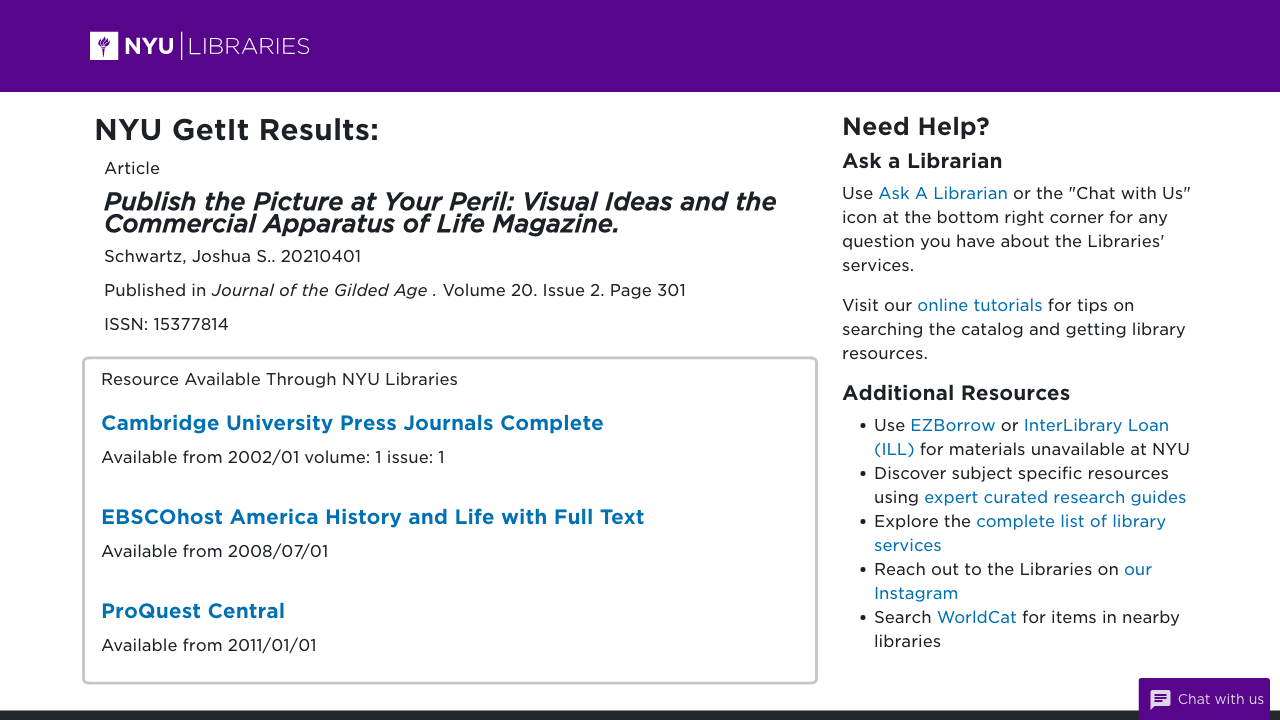 NYU LIBRARIES
NYU GetIt Results:
Article
Publish the Picture at Your Peril: Visual Ideas and the
Commercial Apparatus of Life Magazine.
Schwartz, Joshua S.. 20210401
Published in Journal of the Gilded Age . Volume 20. Issue 2. Page 301
ISSN: 15377814
Resource Available Through NYU Libraries
Cambridge University Press Journals Complete
Available from 2002/01 volume: 1 issue: 1
EBSCOhost America History and Life with Full Text
Available from 2008/07/01
ProQuest Central
Available from 2011/01/01
Need Help?
Ask a Librarian
Use Ask A Librarian or the "Chat with Us"
icon at the bottom right corner for any
question you have about the Libraries'
services.
Visit our online tutorials for tips on
searching the catalog and getting library
resources.
Additional Resources
• Use EZBorrow or InterLibrary Loan
(ILL) for materials unavailable at NYU
• Discover subject specific resources
using expert curated research guides
• Explore the complete list of library
services
• Reach out to the Libraries on our
Instagram
• Search WorldCat for items in nearby
libraries
Chat with us